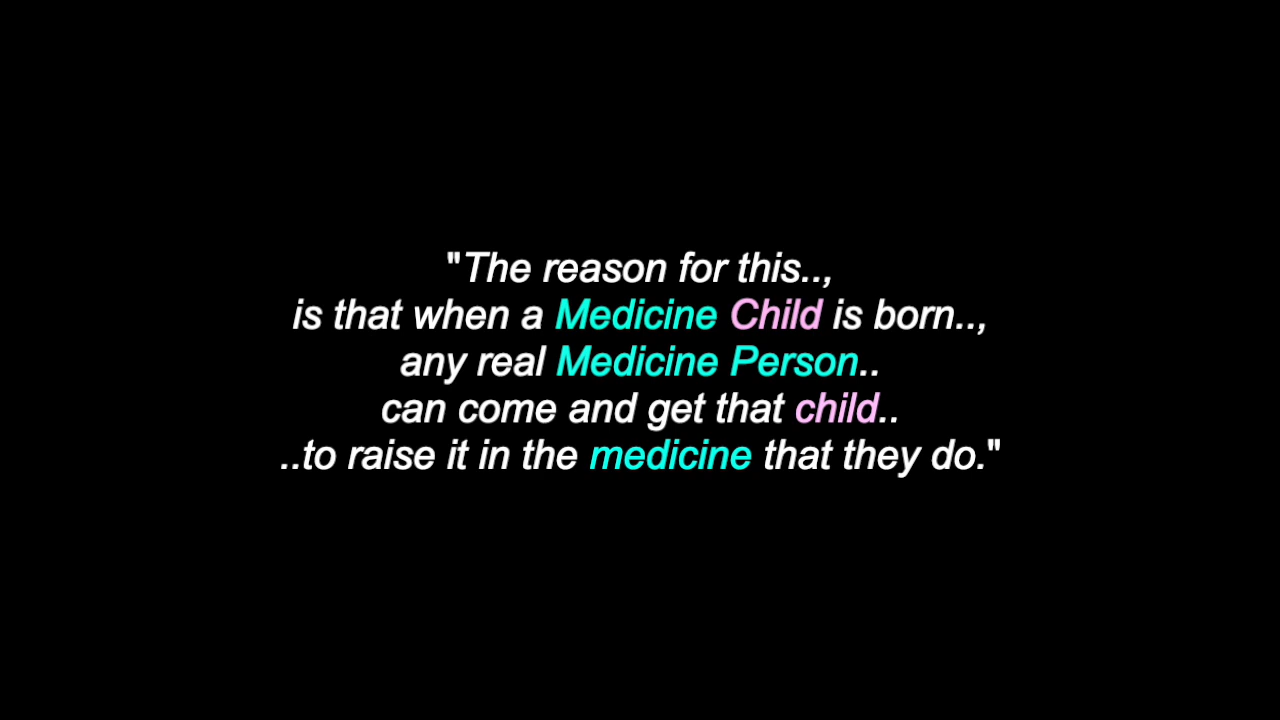 "The reason for this..,
is that when a Medicine Child is born..,
any real Medicine Person..
can come and get that child..
..to raise it in the medicine that they do."